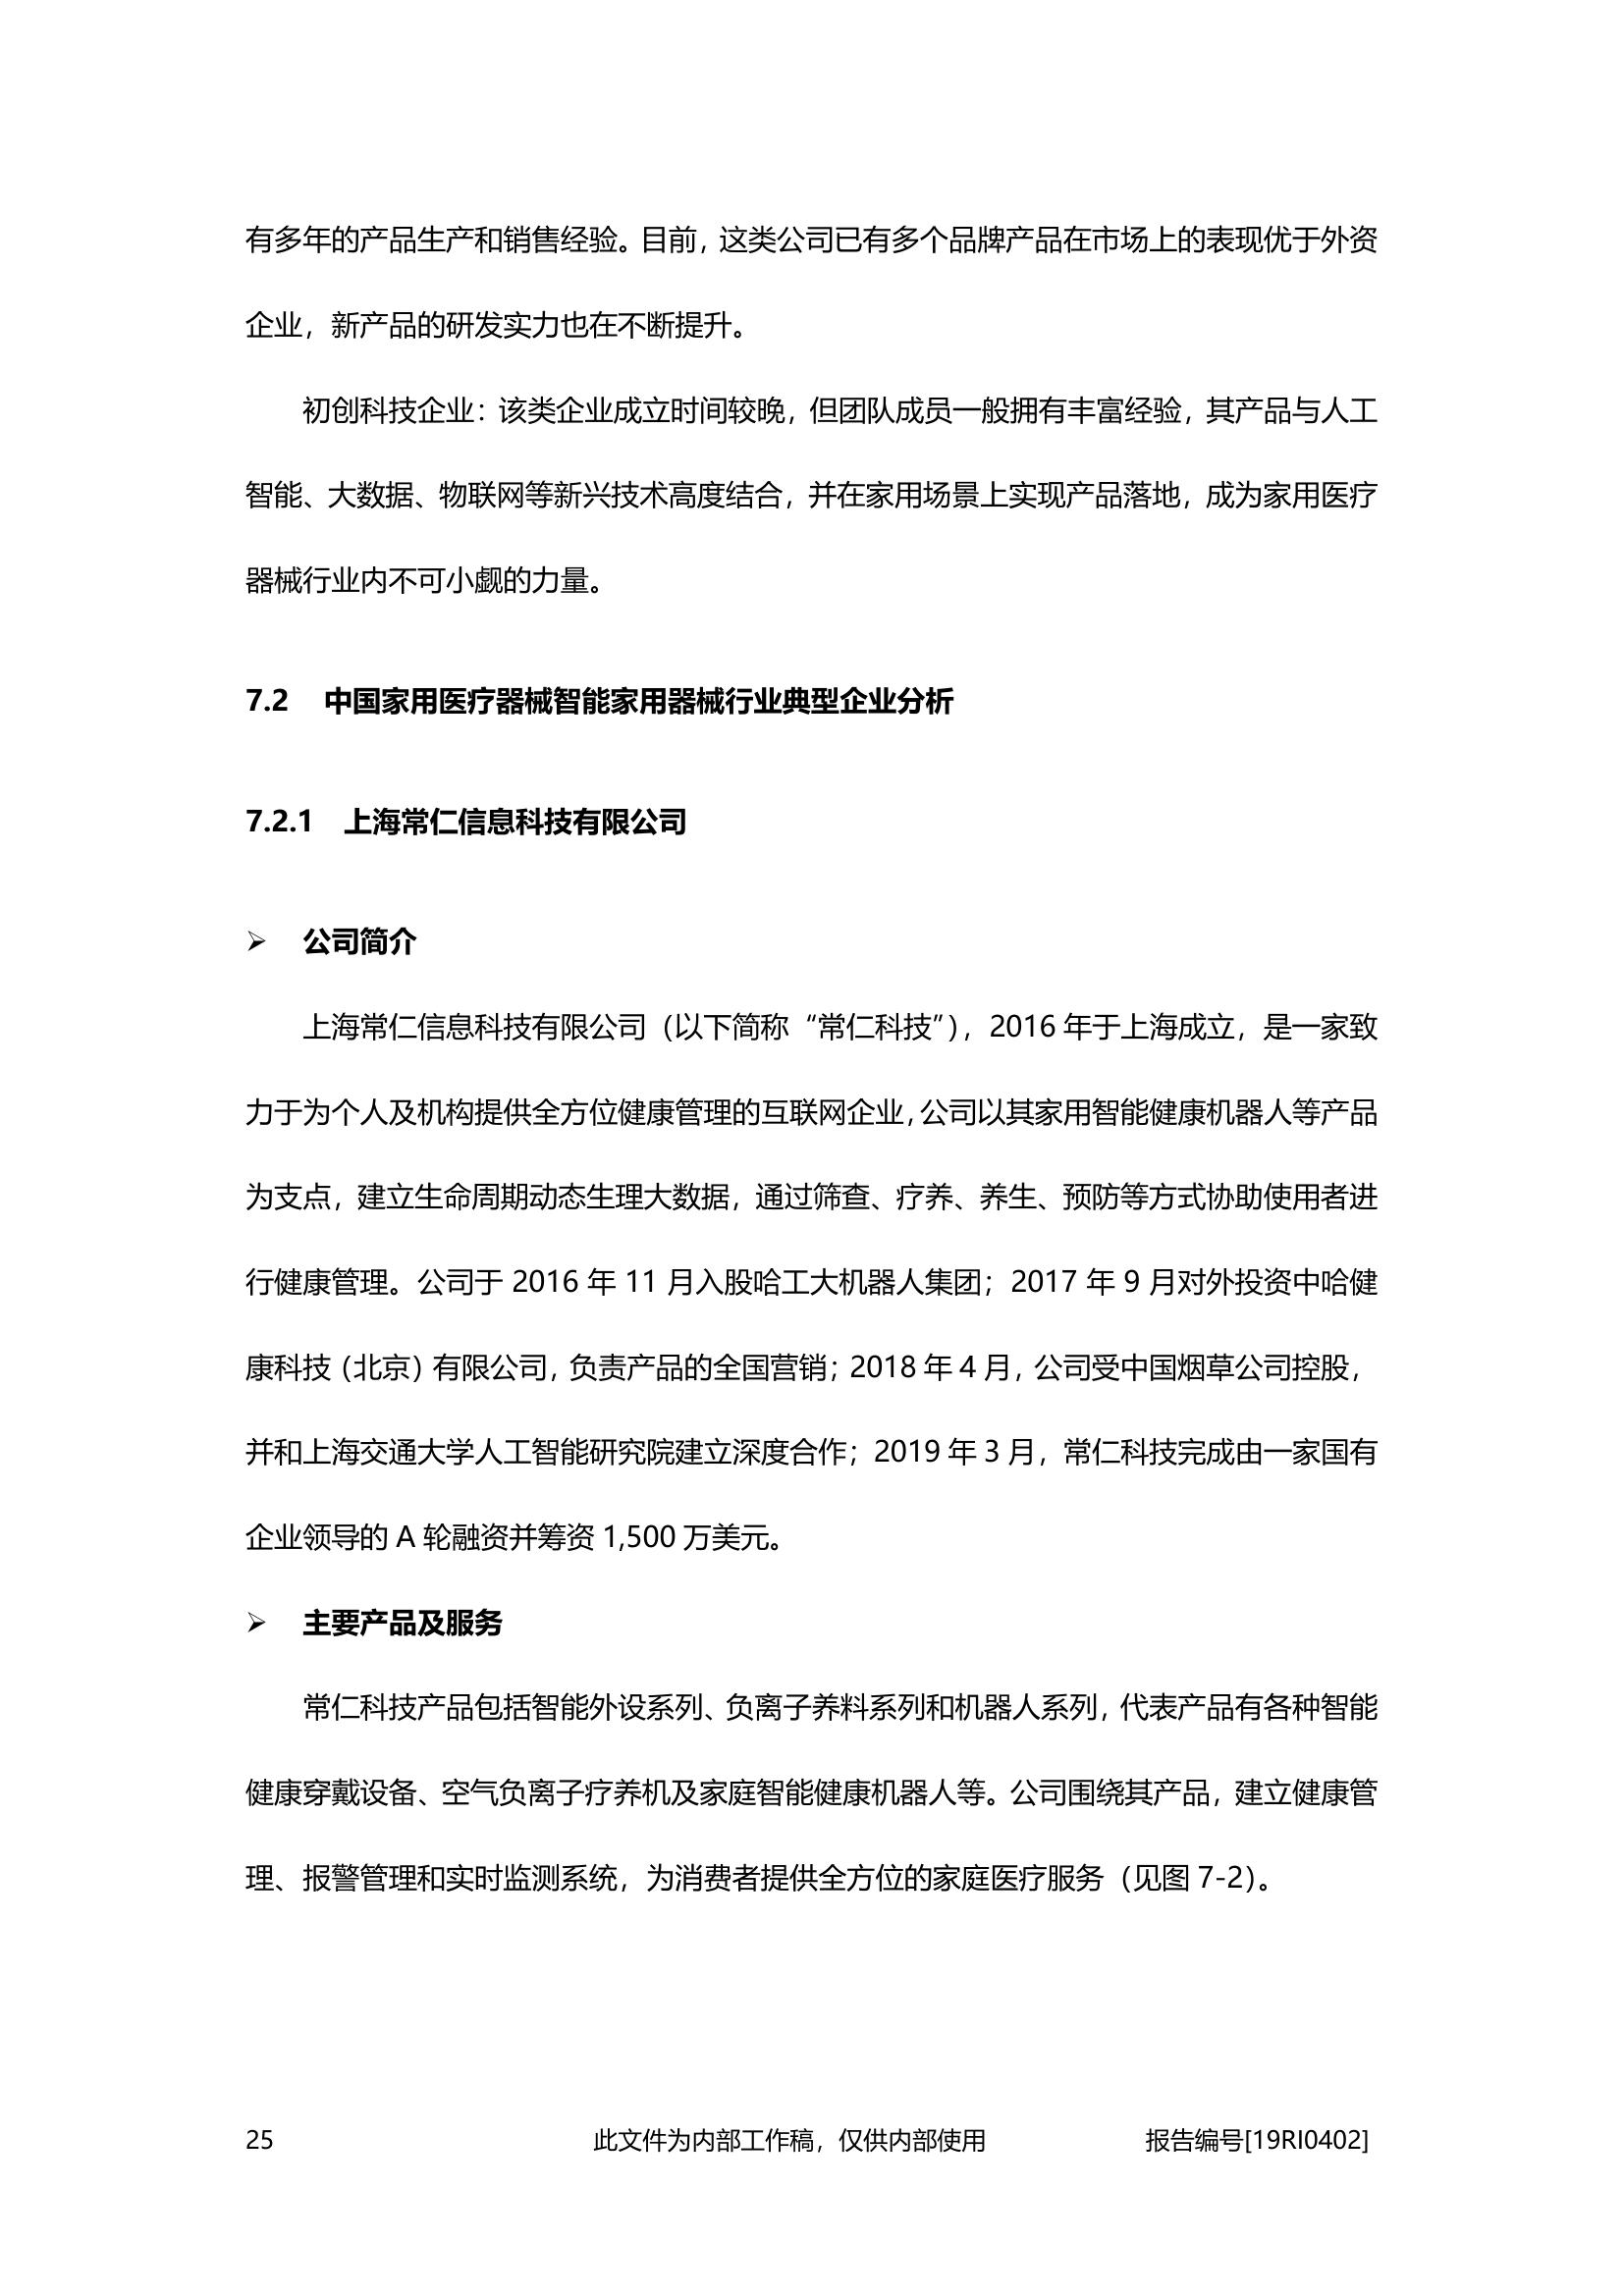 有多年的产品生产和销售经验。目前，这类公司已有多个品牌产品在市场上的表现优于外资
企业，新产品的研发实力也在不断提升。
初创科技企业：该类企业成立时间较晚，但团队成员一般拥有丰富经验，其产品与人工
智能、大数据、物联网等新兴技术高度结合，并在家用场景上实现产品落地，成为家用医疗
器械行业内不可小觑的力量。
7.2 中国家用医疗器械智能家用器械行业典型企业分析
7.2.1 上海常仁信息科技有限公司
➢ 公司简介
上海常仁信息科技有限公司（以下简称“常仁科技”），2016 年于上海成立，是一家致
力于为个人及机构提供全方位健康管理的互联网企业，公司以其家用智能健康机器人等产品
为支点，建立生命周期动态生理大数据，通过筛查、疗养、养生、预防等方式协助使用者进
行健康管理。公司于 2016 年 11 月入股哈工大机器人集团；2017 年 9 月对外投资中哈健
康科技（北京）有限公司，负责产品的全国营销；2018 年 4 月，公司受中国烟草公司控股，
并和上海交通大学人工智能研究院建立深度合作；2019 年 3 月，常仁科技完成由一家国有
企业领导的 A 轮融资并筹资 1,500 万美元。
➢ 主要产品及服务
常仁科技产品包括智能外设系列、负离子养料系列和机器人系列，代表产品有各种智能
健康穿戴设备、空气负离子疗养机及家庭智能健康机器人等。公司围绕其产品，建立健康管
理、报警管理和实时监测系统，为消费者提供全方位的家庭医疗服务（见图 7-2）。
25 此文件为内部工作稿，仅供内部使用 报告编号[19RI0402]